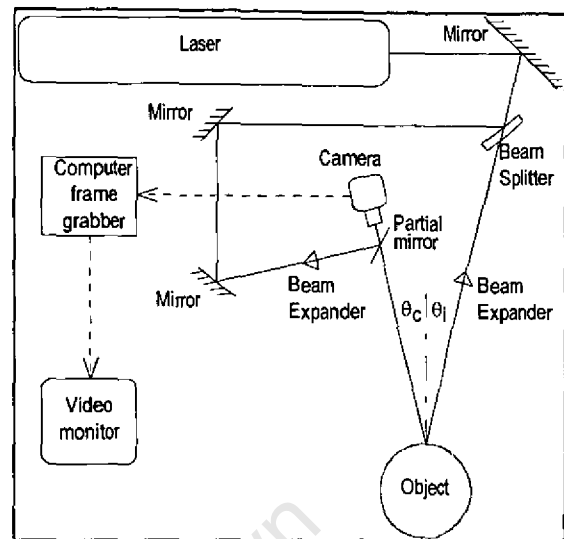 Laser
Mirror
Mirror
Camera
Beam
Splitter
Computer
frame
grabber
Partial
mirror
Mirror
Beam
Expander
θc
θi
Beam
Expander
Video
monitor
Object